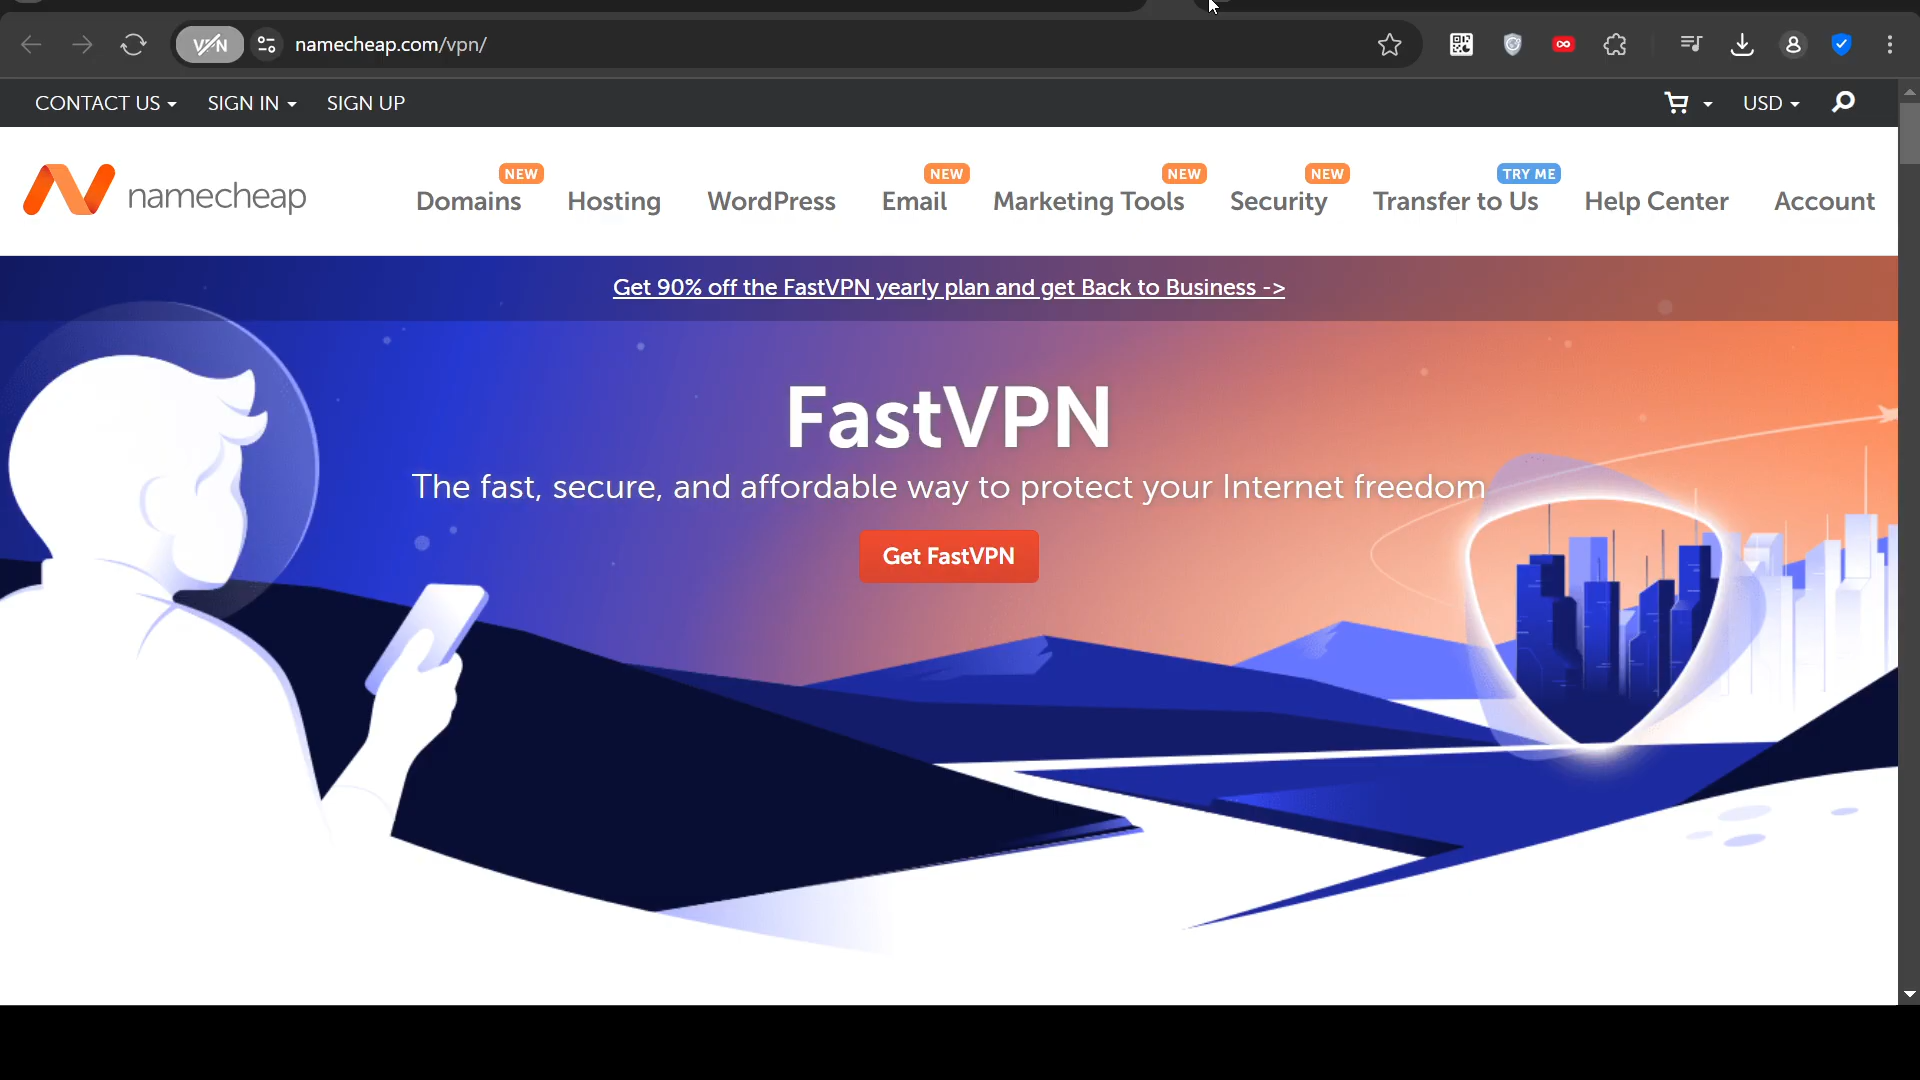 VPN
namecheap.com/vpn/
CONTACT US
SIGN IN
SIGN UP
USD
namecheap
NEW
Domains
Hosting
WordPress
NEW
Email
NEW
Marketing Tools
NEW
Security
TRY ME
Transfer to Us
Help Center
Account
Get 90% off the FastVPN yearly plan and get Back to Business ->
FastVPN
The fast, secure, and affordable way to protect your Internet freedom
Get FastVPN